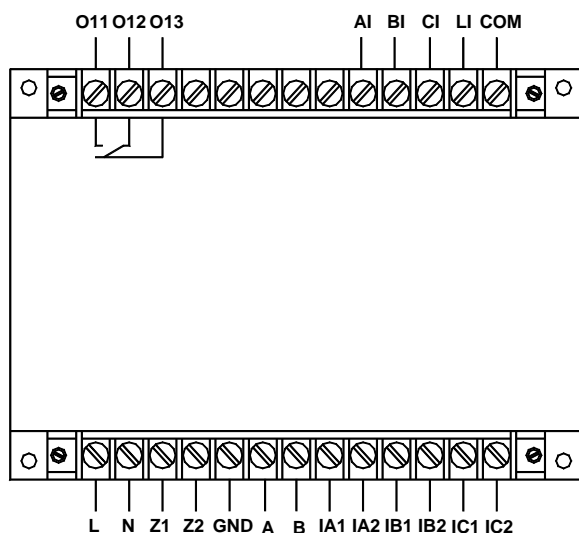 O11 O12 O13 AI BI CI LI COM
L N Z1 Z2 GND A B IA1 IA2 IB1 IB2 IC1 IC2